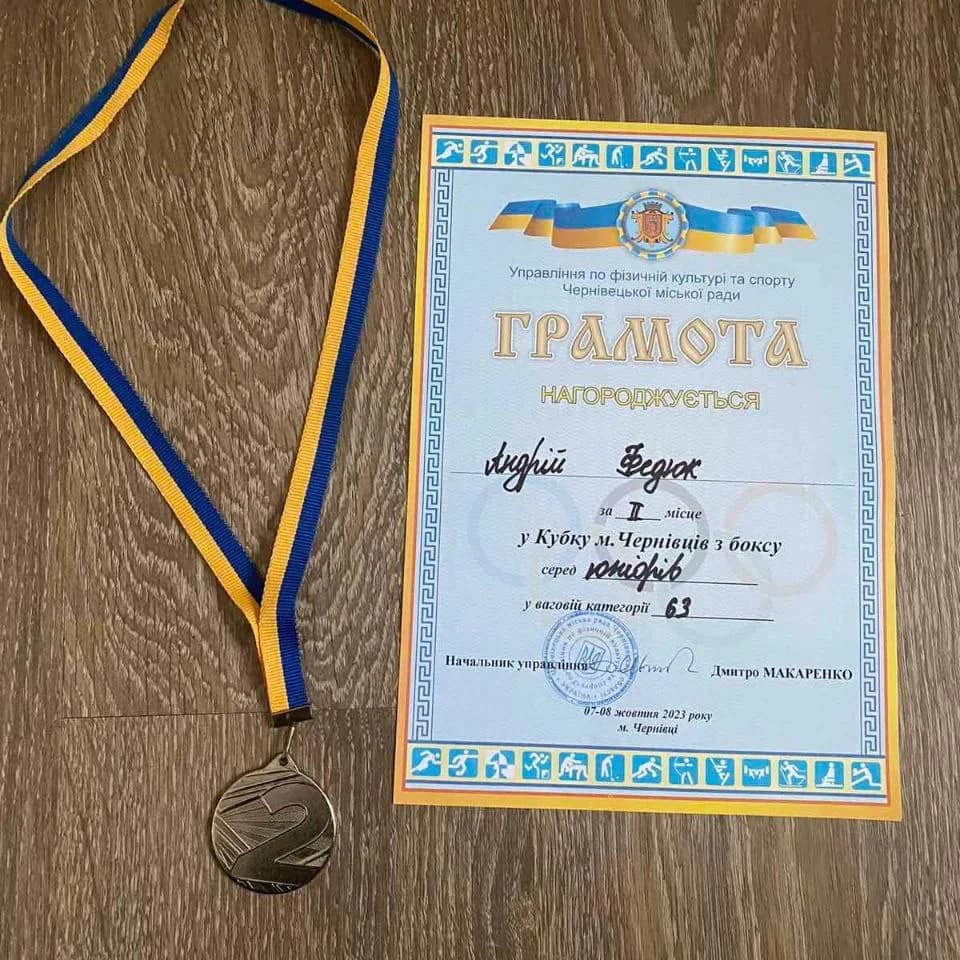 Управління по фізичній культурі та спорту
Чернівецької міської ради
ГРАМОТА
НАГОРОДЖУЄТЬСЯ
Андрій Федюк
за II місце
у Кубку м. Чернівців з боксу
серед юніорів
у ваговій категорії 63
Начальник управління Дмитро МАКАРЕНКО
07-08 жовтня 2023 року
м. Чернівці
2